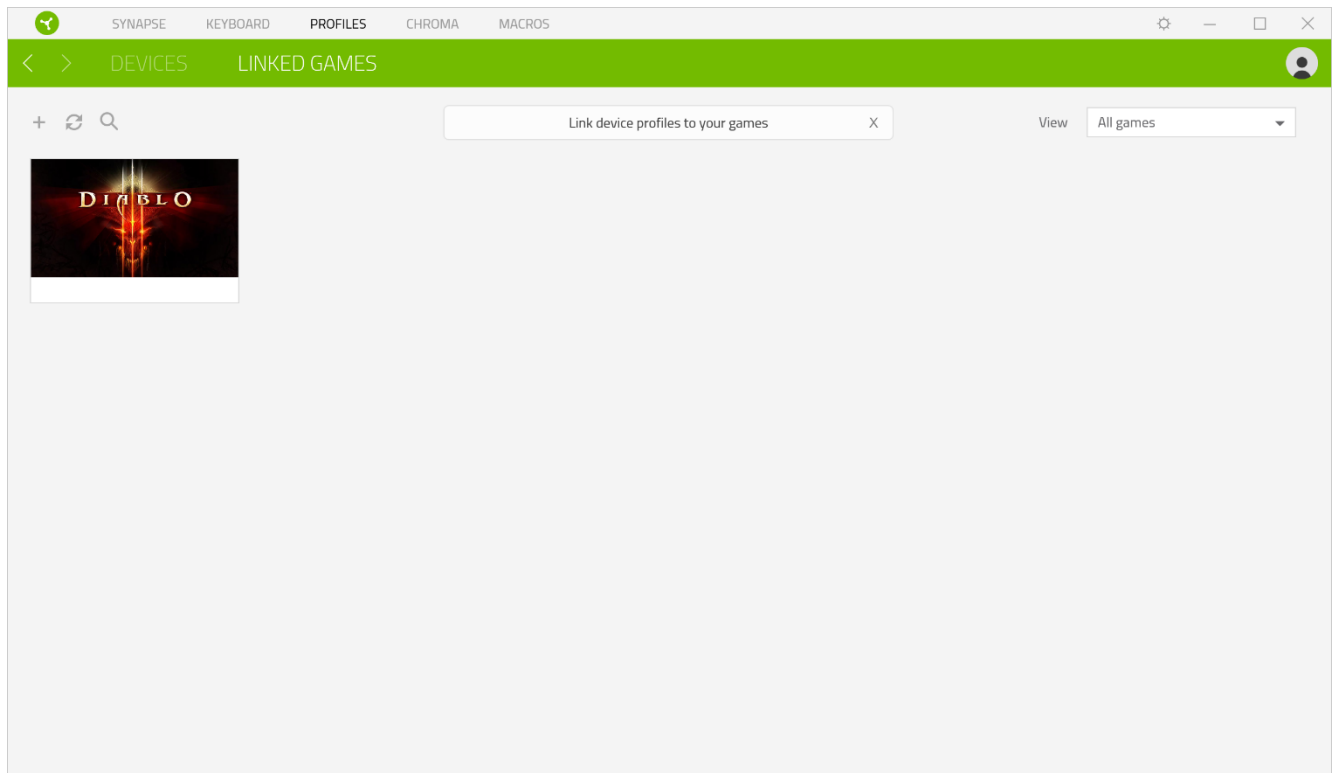 SYNAPSE KEYBOARD PROFILES CHROMA MACROS
DEVICES LINKED GAMES
Link device profiles to your games X View All games
DIABLO